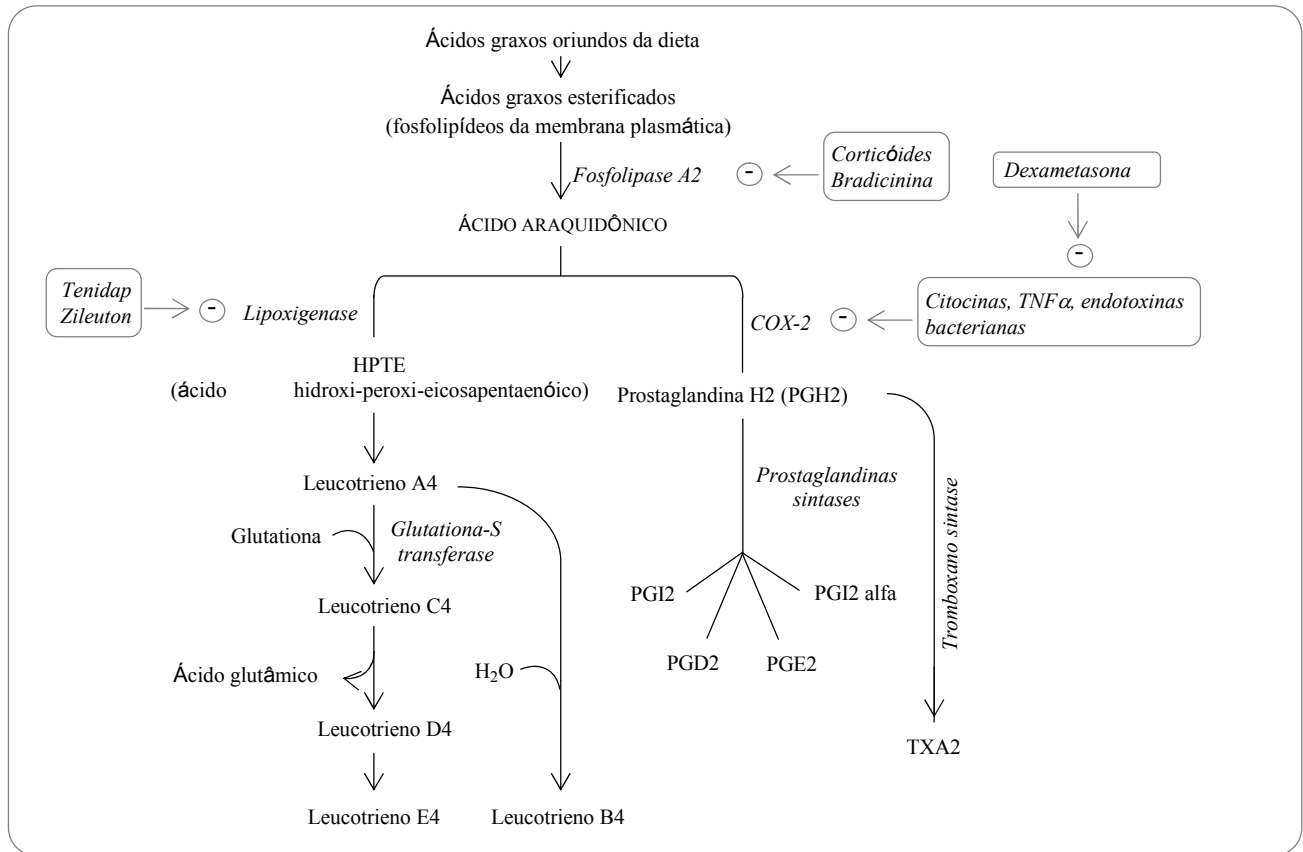 Ácidos graxos oriundos da dieta
Ácidos graxos esterificados
(fosfolipídeos da membrana plasmática)
Fosfolipase A2
-
Corticóides
Bradicinina
Dexametasona
-
ÁCIDO ARAQUIDÔNICO
Tenidap
Zileuton
-
Lipoxigenase
COX-2
-
Citocinas, TNFα, endotoxinas
bacterianas
HPTE
(ácido hidroxi-peroxi-eicosapentaenóico)
Prostaglandina H2 (PGH2)
Leucotrieno A4
Prostaglandinas
sintases
Tromboxano sintase
Glutationa
Glutationa-S
transferase
Leucotrieno C4
PGI2
PGI2 alfa
PGD2
PGE2
Ácido glutâmico
H2O
Leucotrieno D4
TXA2
Leucotrieno E4
Leucotrieno B4